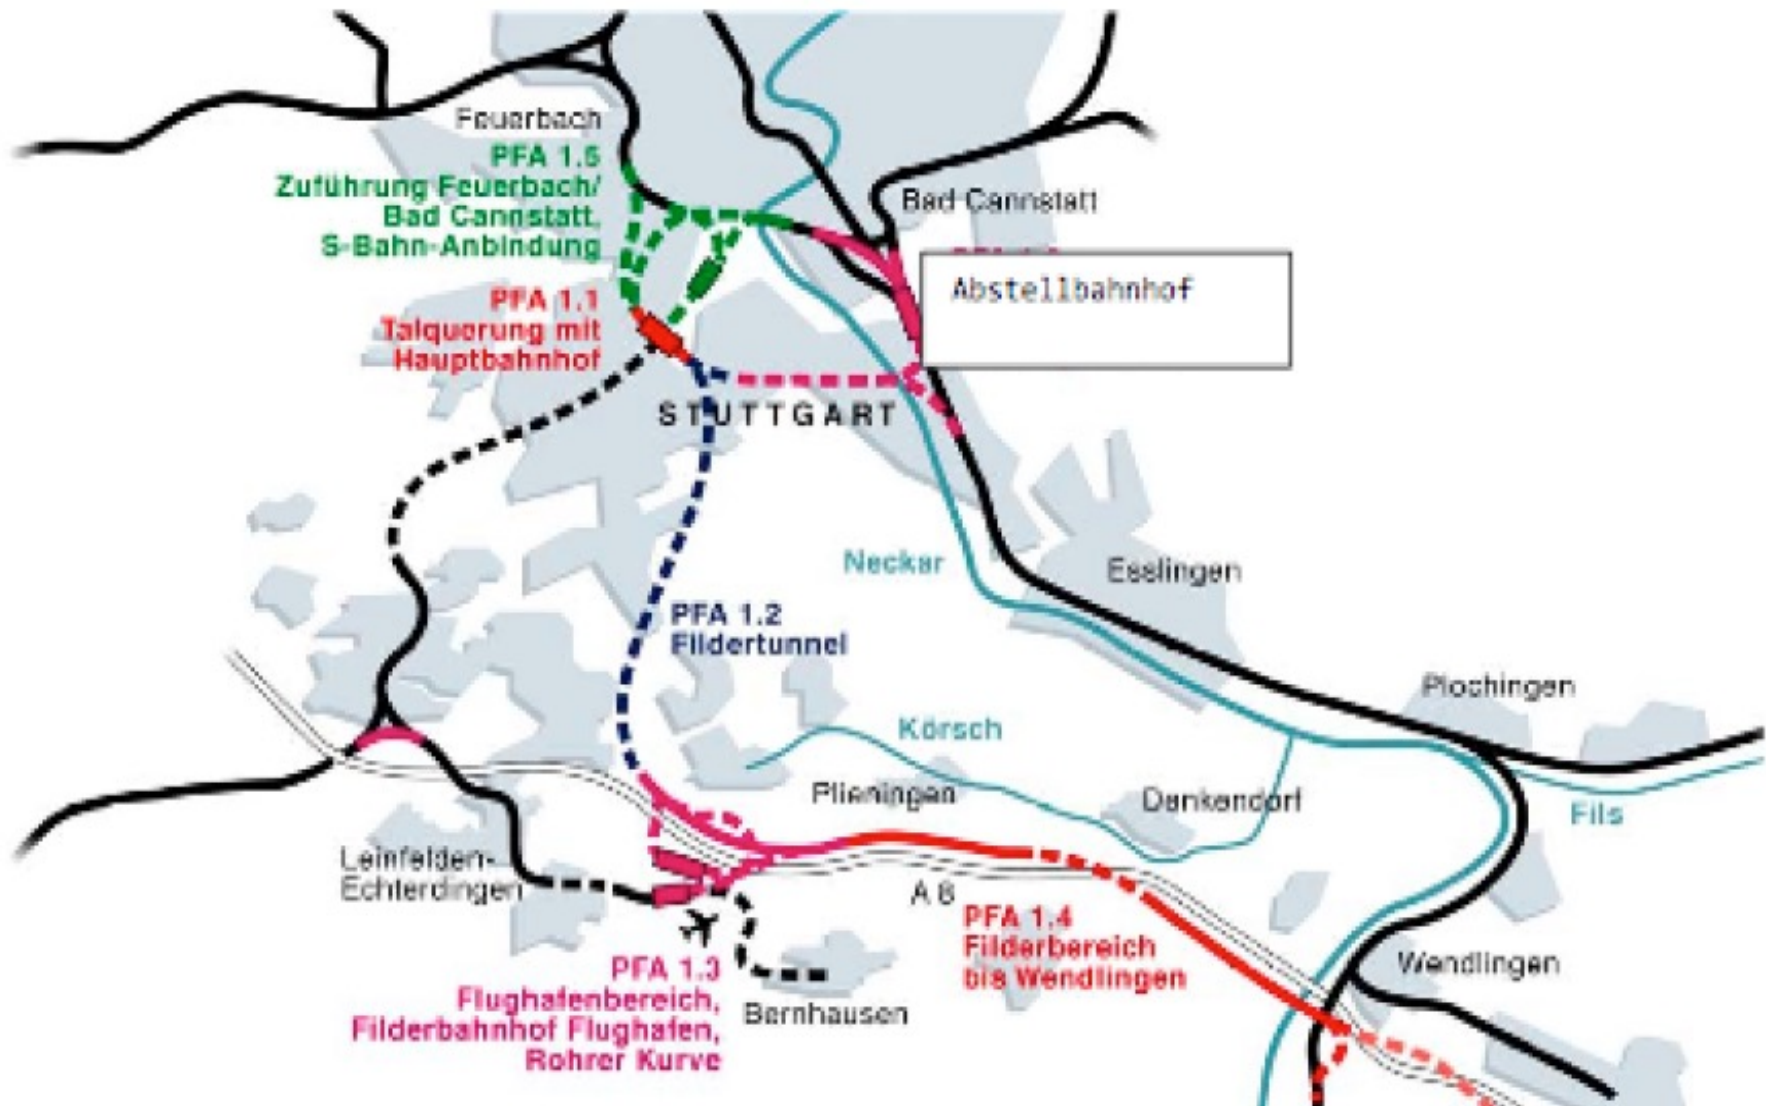 Feuerbach
PFA 1.5
Zuführung Feuerbach/
Bad Cannstatt,
S-Bahn-Anbindung
Bad Cannstatt
Abstellbahnhof
PFA 1.1
Talquerung mit
Hauptbahnhof
STUTTGART
Neckar
Esslingen
PFA 1.2
Fildertunnel
Plochingen
Körsch
Plieningen
Denkendorf
Fils
Leinfelden-
Echterdingen
A 8
PFA 1.4
Filderbereich
bis Wendlingen
Wendlingen
PFA 1.3
Flughafenbereich,
Filderbahnhof Flughafen,
Rohrer Kurve
Bernhausen